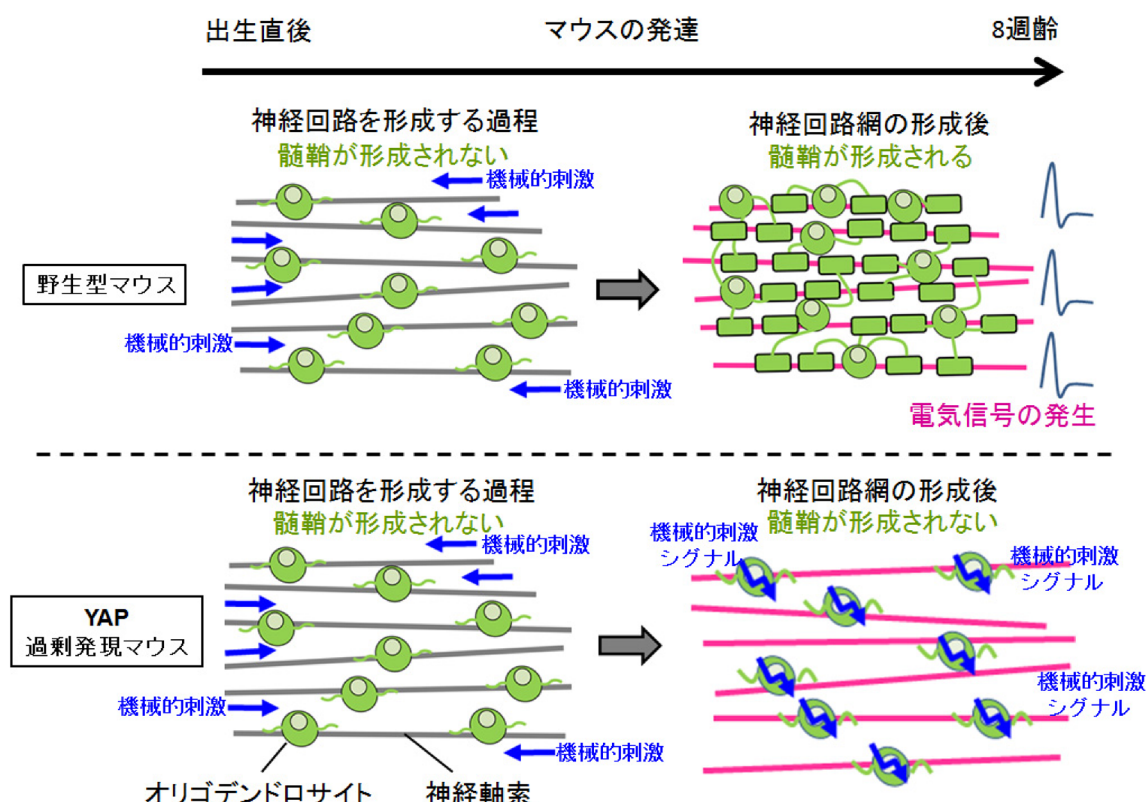 出生直後
マウスの発達
8週齢
神経回路を形成する過程
髄鞘が形成されない
神経回路網の形成後
髄鞘が形成される
機械的刺激
野生型マウス
機械的刺激
機械的刺激
電気信号の発生
神経回路を形成する過程
髄鞘が形成されない
神経回路網の形成後
髄鞘が形成されない
機械的刺激
機械的刺激
シグナル
機械的刺激
シグナル
YAP
過剰発現マウス
機械的刺激
シグナル
機械的刺激
機械的刺激
オリゴデンドロサイト
神経軸索